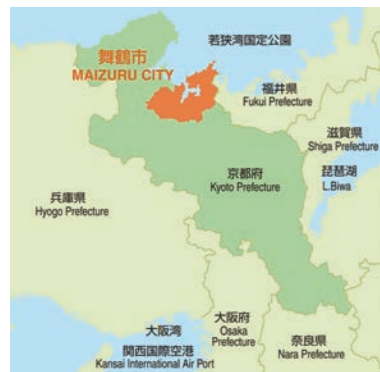 若狭湾国定公園
舞鶴市
MAIZURU CITY
福井県
Fukui Prefecture
滋賀県
Shiga Prefecture
京都府
Kyoto Prefecture
琵琶湖
L.Biwa
兵庫県
Hyogo Prefecture
大阪府
Osaka
Prefecture
大阪湾
関西国際空港
Kansai International Air Port
奈良県
Nara Prefecture